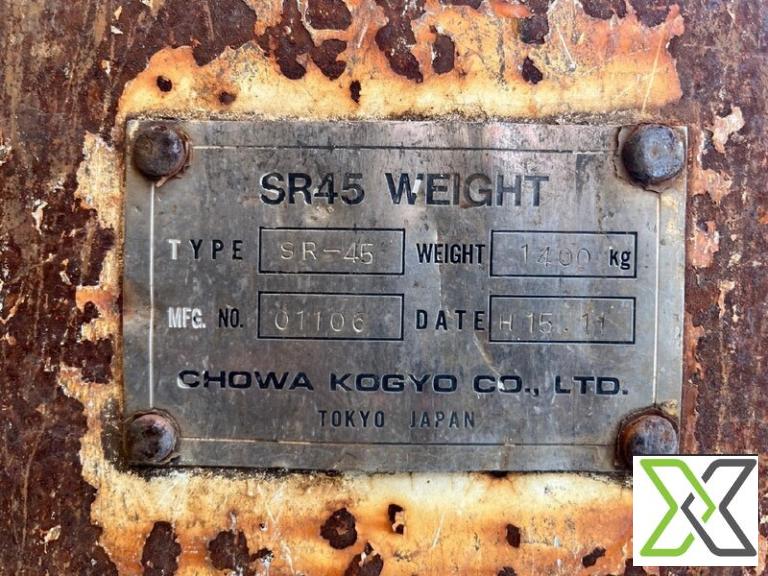 SR45 WEIGHT
TYPE SR-45 WEIGHT 1400 kg
MFG. NO. 01106 DATE H 15.11
CHOWA KOGYO CO., LTD.
TOKYO JAPAN